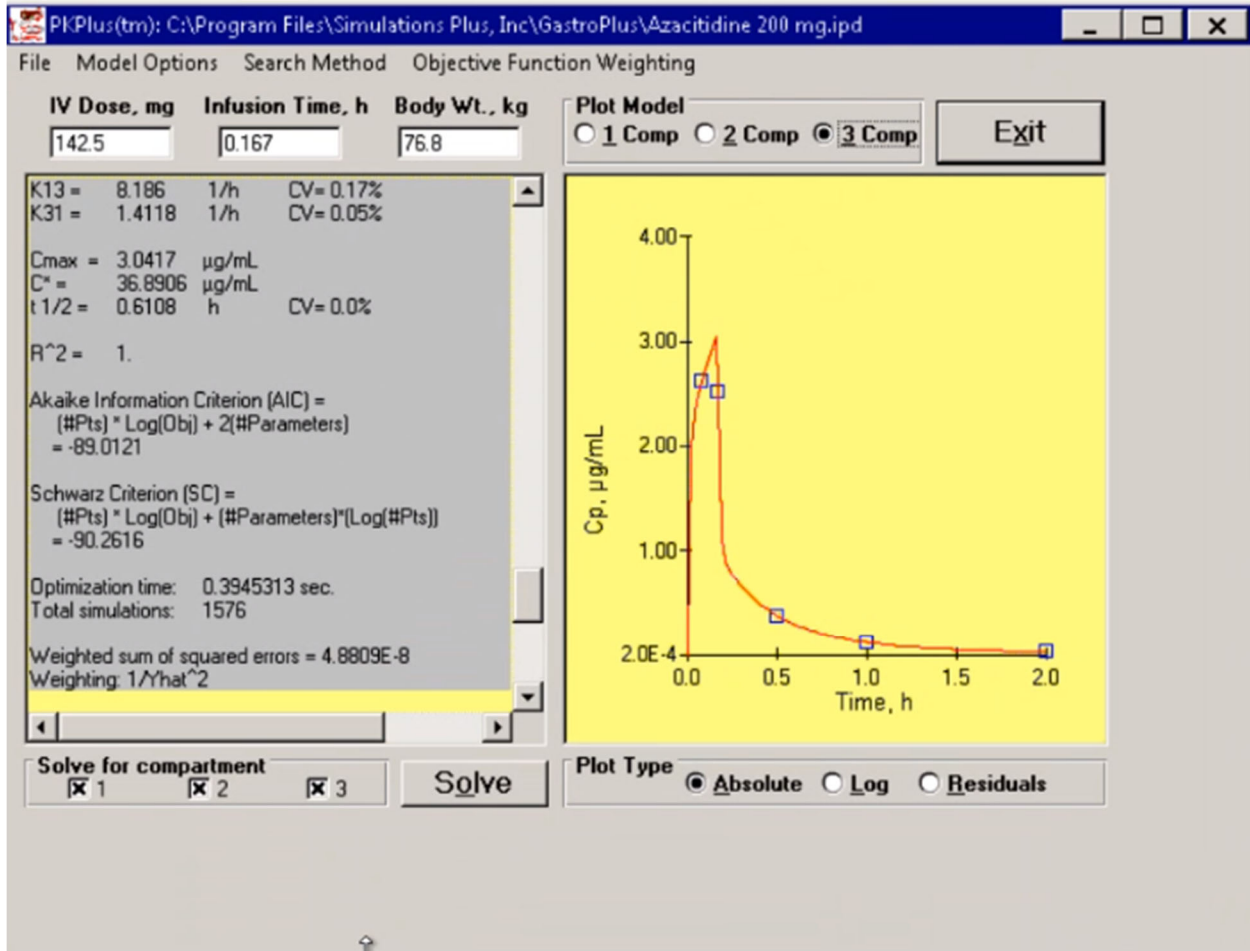 PKPlus(tm): C:\Program Files\Simulations Plus, Inc\GastroPlus\Azacitidine 200 mg.ipd
File Model Options Search Method Objective Function Weighting
IV Dose, mg Infusion Time, h Body Wt., kg
142.5 0.167 76.8
Plot Model
1 Comp 2 Comp 3 Comp
Exit
K13 = 8.186 1/h CV= 0.17%
K31 = 1.4118 1/h CV= 0.05%
Cmax = 3.0417 µg/mL
C* = 36.8906 µg/mL
t 1/2 = 0.6108 h CV= 0.0%
R^2 = 1.
Akaike Information Criterion (AIC) =
(#Pts) * Log(Obj) + 2(#Parameters)
= -89.0121
Schwarz Criterion (SC) =
(#Pts) * Log(Obj) + (#Parameters)*(Log(#Pts))
= -90.2616
Optimization time: 0.3945313 sec.
Total simulations: 1576
Weighted sum of squared errors = 4.8809E-8
Weighting: 1/Yhat^2
4.00
3.00
2.00
1.00
2.0E-4
Cp, µg/mL
0.0 0.5 1.0 1.5 2.0
Time, h
Solve for compartment
1 2 3
Solve
Plot Type
Absolute Log Residuals